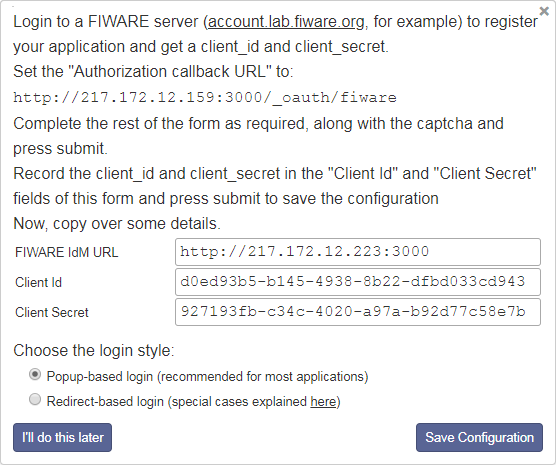 Login to a FIWARE server (account.lab.fiware.org, for example) to register
your application and get a client_id and client_secret.
Set the "Authorization callback URL" to:
http://217.172.12.159:3000/_oauth/fiware
Complete the rest of the form as required, along with the captcha and
press submit.
Record the client_id and client_secret in the "Client Id" and "Client Secret"
fields of this form and press submit to save the configuration
Now, copy over some details.
FIWARE IdM URL http://217.172.12.223:3000
Client Id d0ed93b5-b145-4938-8b22-dfbd033cd943
Client Secret 927193fb-c34c-4020-a97a-b92d77c58e7b
Choose the login style:
Popup-based login (recommended for most applications)
Redirect-based login (special cases explained here)
I'll do this later Save Configuration